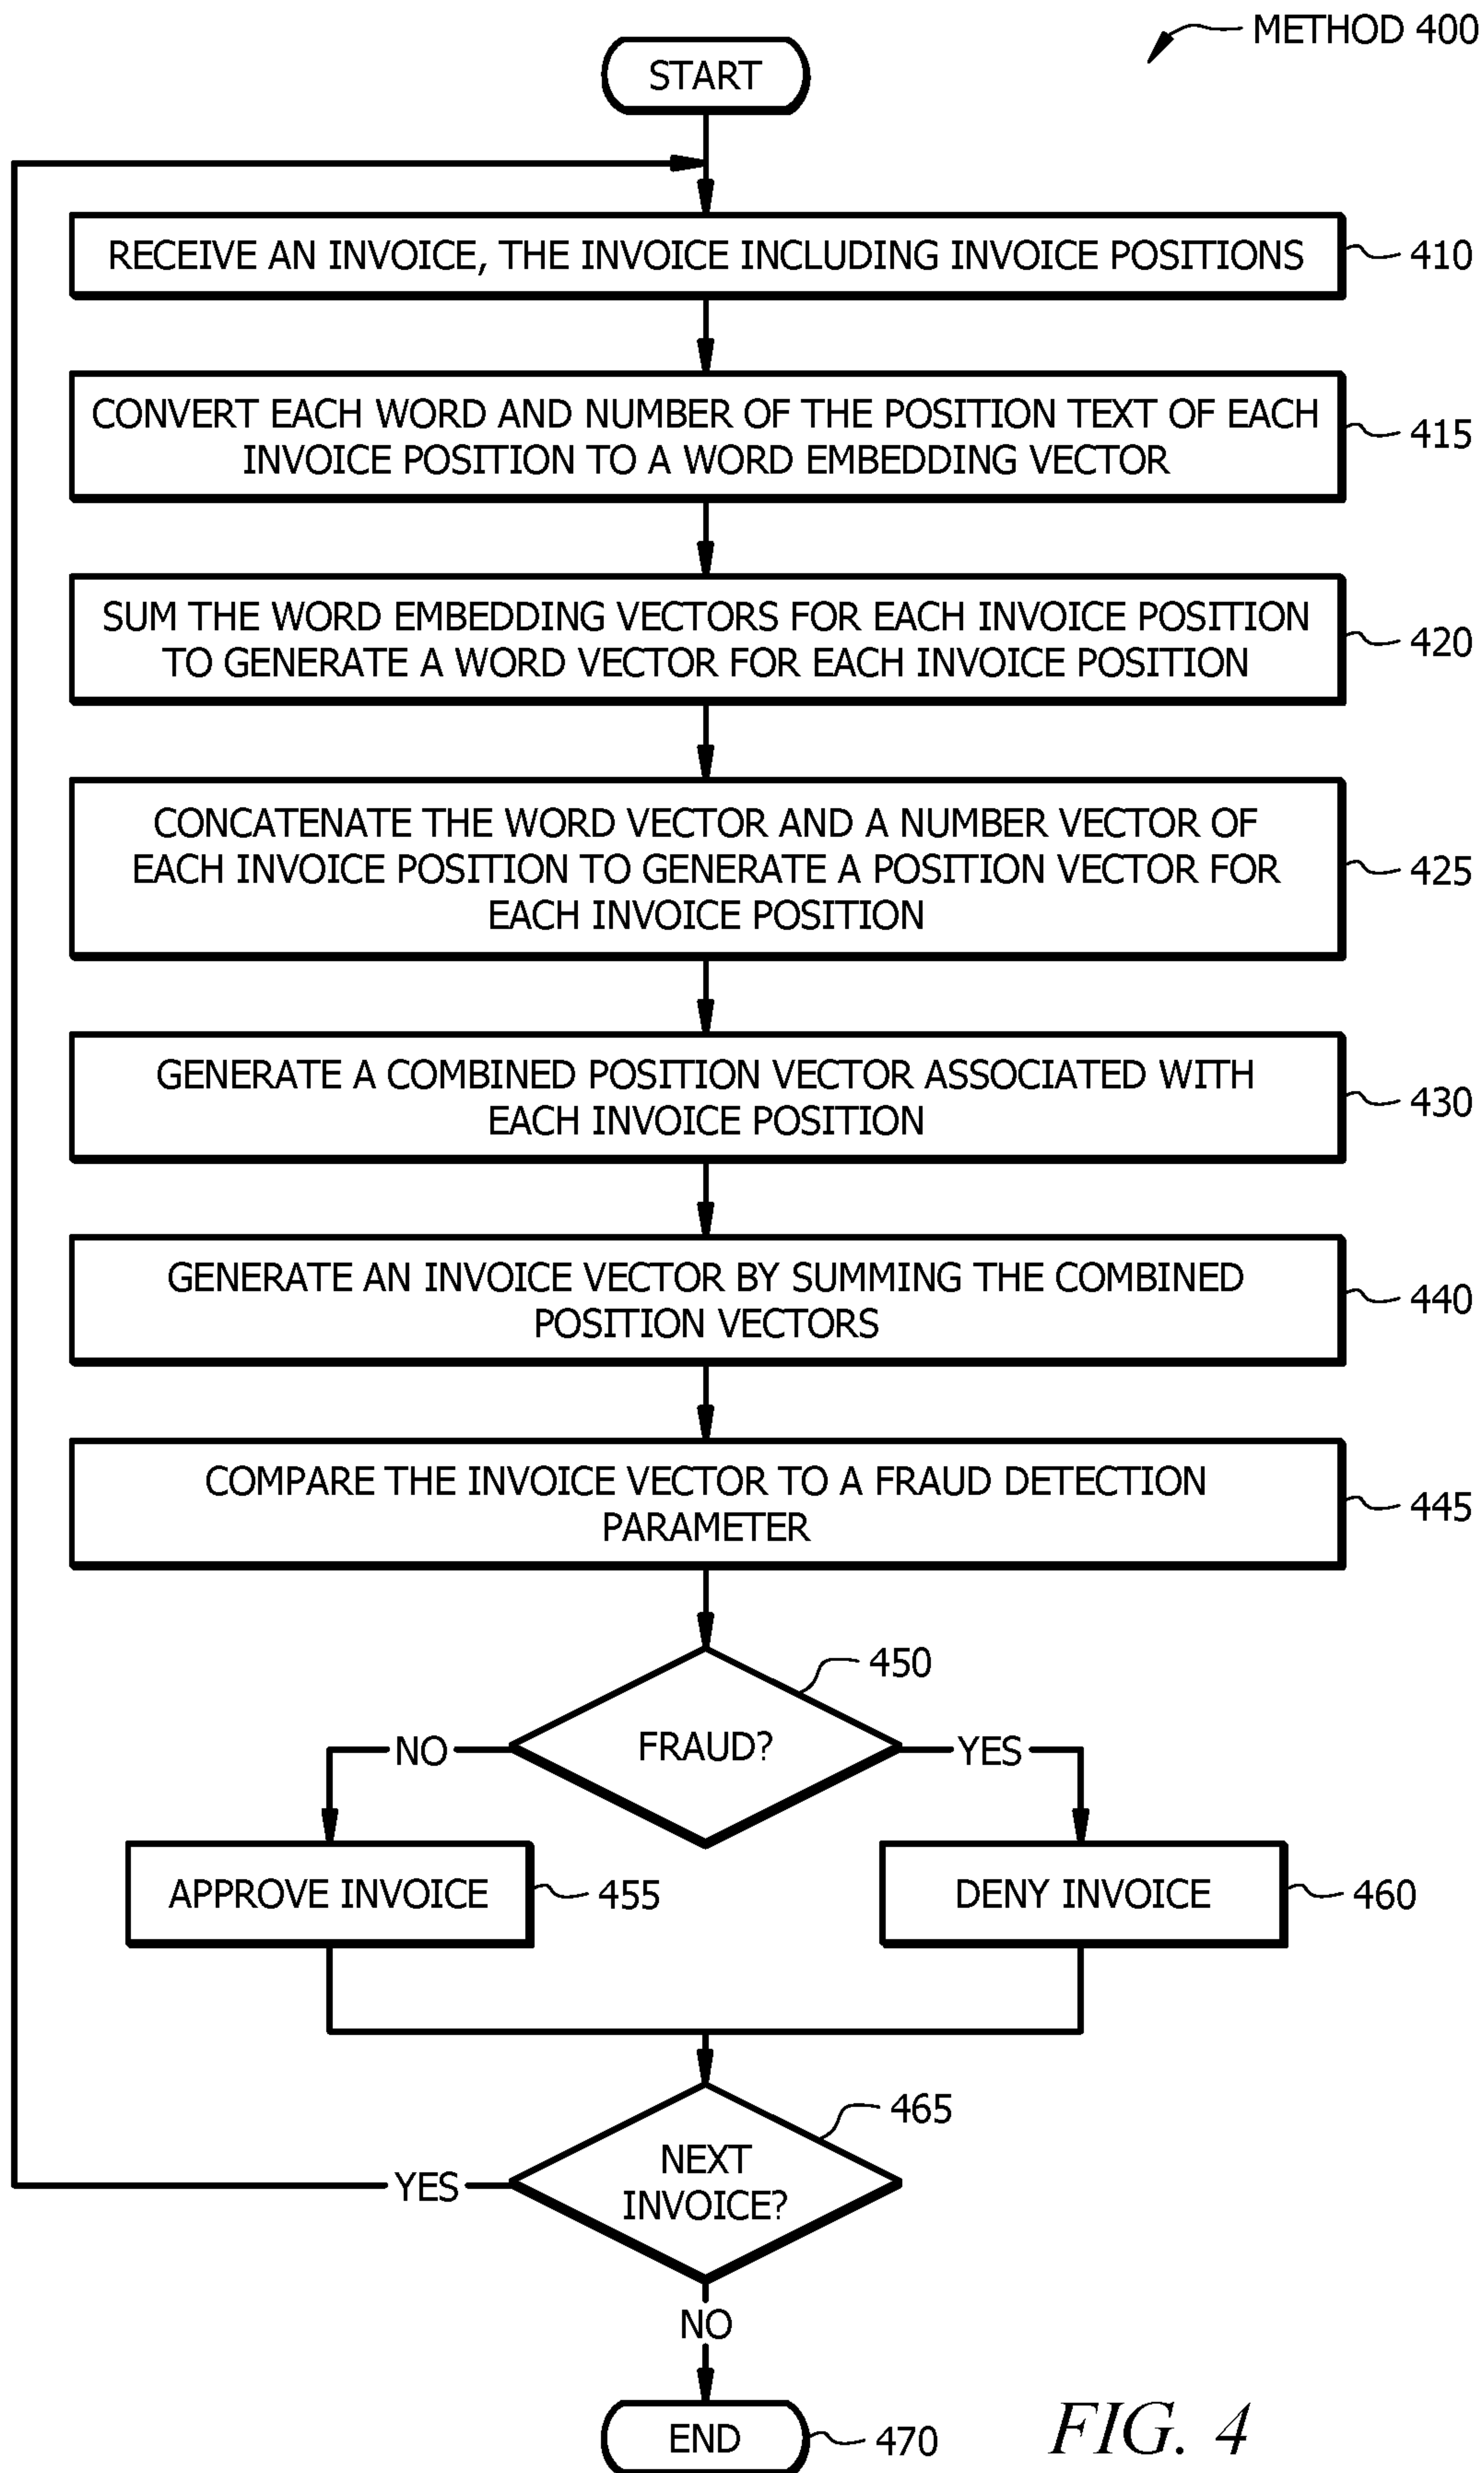 METHOD 400
START
RECEIVE AN INVOICE, THE INVOICE INCLUDING INVOICE POSITIONS
410
CONVERT EACH WORD AND NUMBER OF THE POSITION TEXT OF EACH
INVOICE POSITION TO A WORD EMBEDDING VECTOR
415
SUM THE WORD EMBEDDING VECTORS FOR EACH INVOICE POSITION
TO GENERATE A WORD VECTOR FOR EACH INVOICE POSITION
420
CONCATENATE THE WORD VECTOR AND A NUMBER VECTOR OF
EACH INVOICE POSITION TO GENERATE A POSITION VECTOR FOR
EACH INVOICE POSITION
425
GENERATE A COMBINED POSITION VECTOR ASSOCIATED WITH
EACH INVOICE POSITION
430
GENERATE AN INVOICE VECTOR BY SUMMING THE COMBINED
POSITION VECTORS
440
COMPARE THE INVOICE VECTOR TO A FRAUD DETECTION
PARAMETER
445
450
FRAUD?
NO
YES
APPROVE INVOICE
455
DENY INVOICE
460
465
NEXT
INVOICE?
YES
NO
END
470
FIG. 4